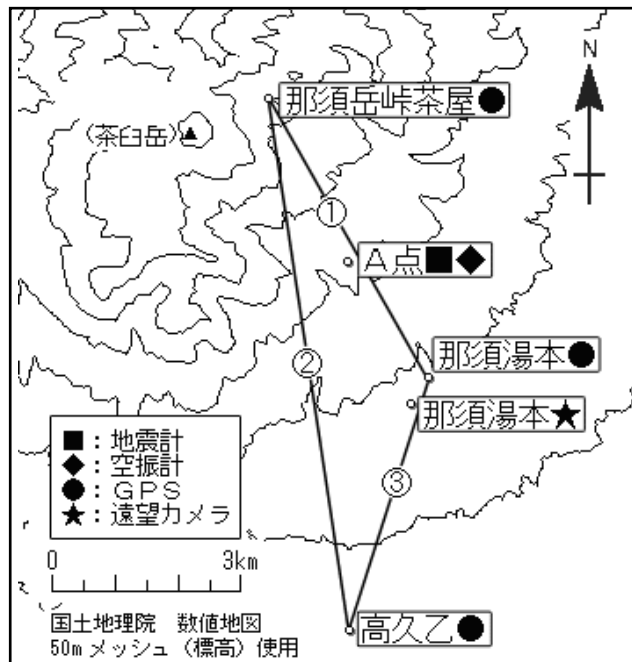 N
那須岳峠茶屋●
(茶臼岳)▲
①
A点■◆
②
那須湯本●
那須湯本★
③
■:地震計
◆:空振計
●:GPS
★:遠望カメラ
0 3km
国土地理院 数値地図
50mメッシュ(標高)使用
高久乙●